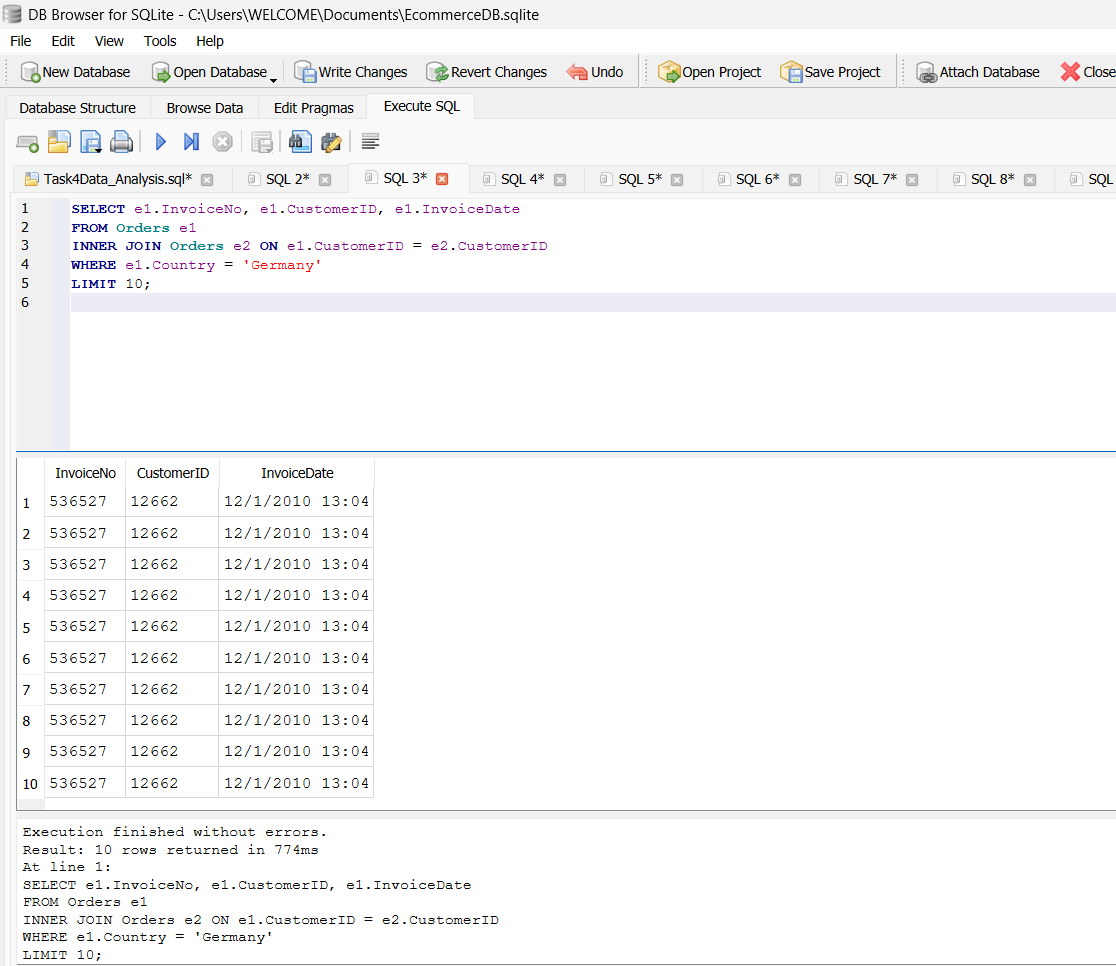 DB Browser for SQLite - C:\Users\WELCOME\Documents\EcommerceDB.sqlite
File Edit View Tools Help
New Database Open Database Write Changes Revert Changes Undo Open Project Save Project Attach Database Close
Database Structure Browse Data Edit Pragmas Execute SQL
Task4Data_Analysis.sql* SQL 2* SQL 3* SQL 4* SQL 5* SQL 6* SQL 7* SQL 8* SQL
1 SELECT e1.InvoiceNo, e1.CustomerID, e1.InvoiceDate
2 FROM Orders e1
3 INNER JOIN Orders e2 ON e1.CustomerID = e2.CustomerID
4 WHERE e1.Country = 'Germany'
5 LIMIT 10;
6
InvoiceNo CustomerID InvoiceDate
1 536527 12662 12/1/2010 13:04
2 536527 12662 12/1/2010 13:04
3 536527 12662 12/1/2010 13:04
4 536527 12662 12/1/2010 13:04
5 536527 12662 12/1/2010 13:04
6 536527 12662 12/1/2010 13:04
7 536527 12662 12/1/2010 13:04
8 536527 12662 12/1/2010 13:04
9 536527 12662 12/1/2010 13:04
10 536527 12662 12/1/2010 13:04
Execution finished without errors.
Result: 10 rows returned in 774ms
At line 1:
SELECT e1.InvoiceNo, e1.CustomerID, e1.InvoiceDate
FROM Orders e1
INNER JOIN Orders e2 ON e1.CustomerID = e2.CustomerID
WHERE e1.Country = 'Germany'
LIMIT 10;